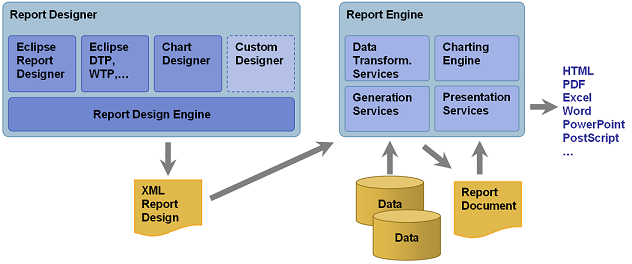 Report Designer
Eclipse
Report
Designer
Eclipse
DTP,
WTP,...
Chart
Designer
Custom
Designer
Report Design Engine
XML
Report
Design
Report Engine
Data
Transform.
Services
Charting
Engine
Generation
Services
Presentation
Services
Data
Data
Report
Document
HTML
PDF
Excel
Word
PowerPoint
PostScript
...